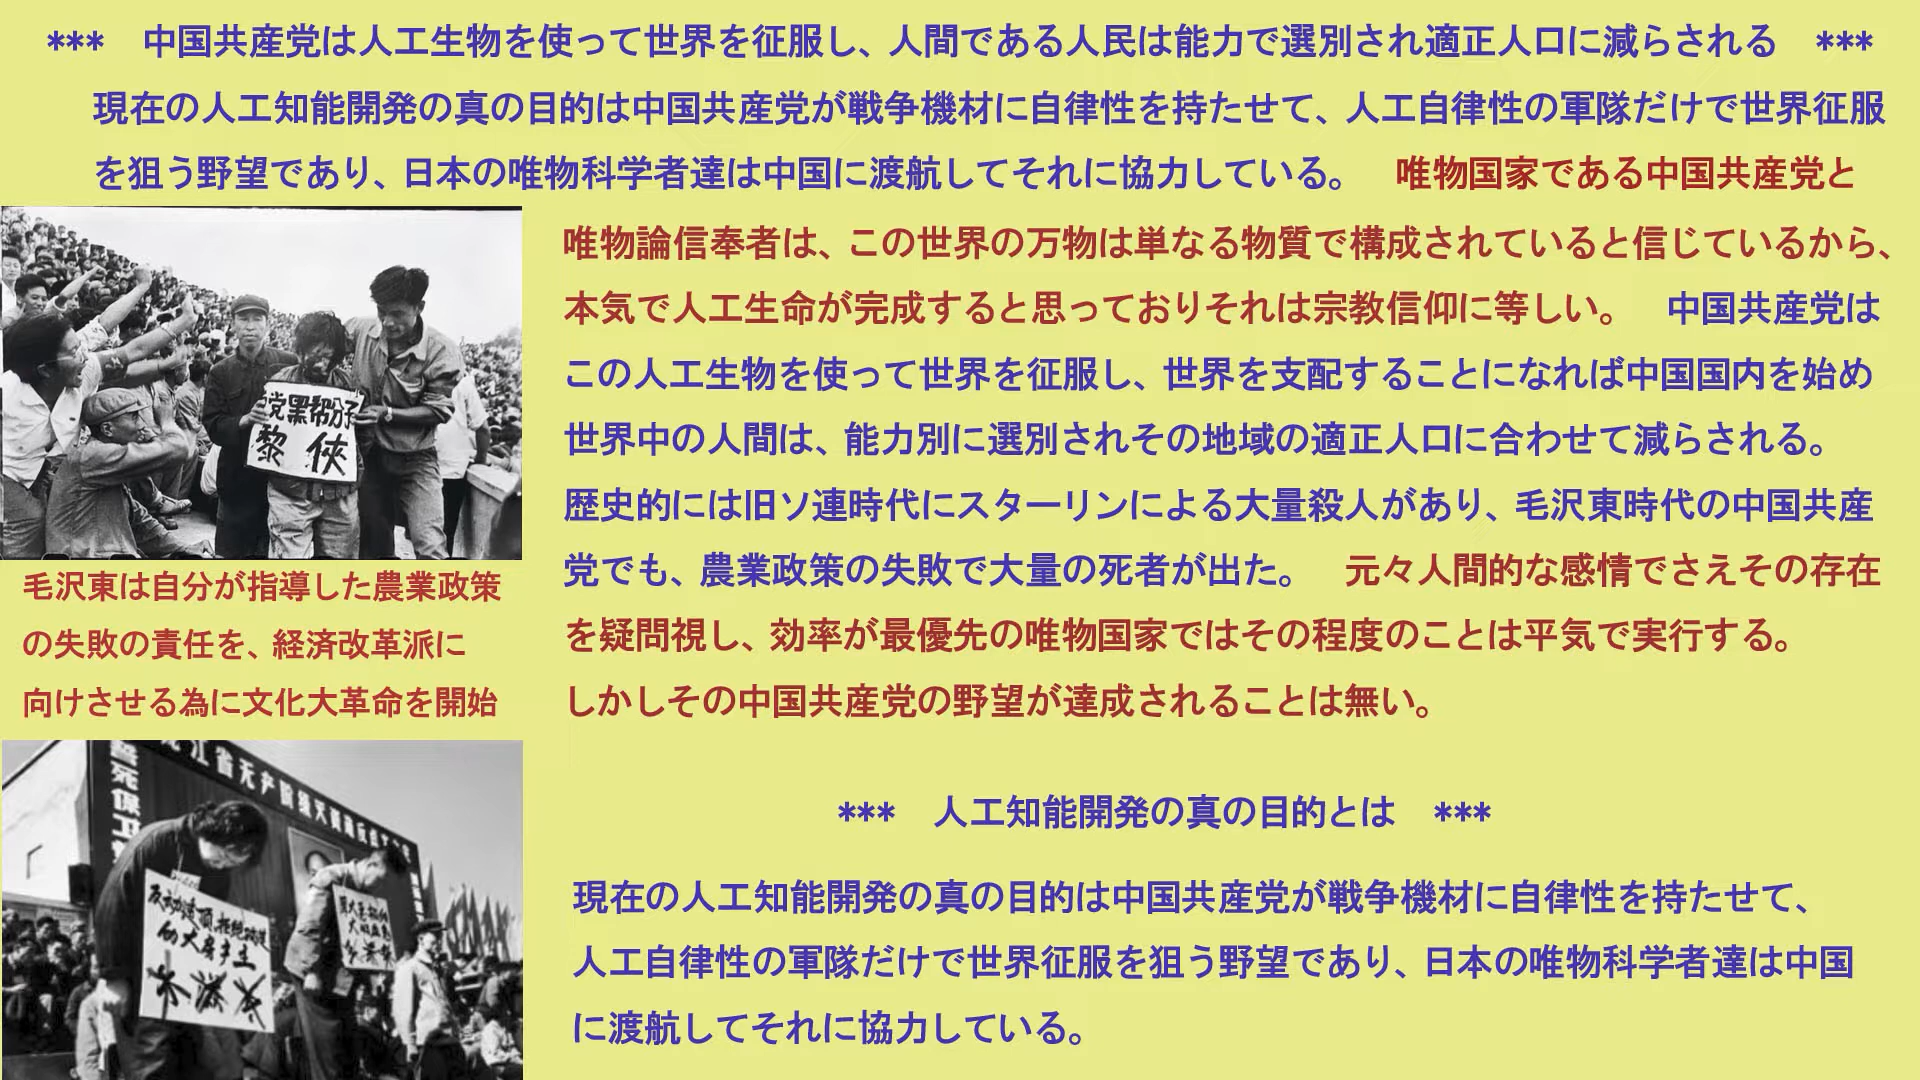 *** 中国共産党は人工生物を使って世界を征服し、人間である人民は能力で選別され適正人口に減らされる ***
現在の人工知能開発の真の目的は中国共産党が戦争機材に自律性を持たせて、人工自律性の軍隊だけで世界征服
を狙う野望であり、日本の唯物科学者達は中国に渡航してそれに協力している。 唯物国家である中国共産党と
唯物論信奉者は、この世界の万物は単なる物質で構成されていると信じているから、
本気で人工生命が完成すると思っておりそれは宗教信仰に等しい。 中国共産党は
この人工生物を使って世界を征服し、世界を支配することになれば中国国内を始め
世界中の人間は、能力別に選別されその地域の適正人口に合わせて減らされる。
歴史的には旧ソ連時代にスターリンによる大量殺人があり、毛沢東時代の中国共産
党でも、農業政策の失敗で大量の死者が出た。 元々人間的な感情でさえその存在
を疑問視し、効率が最優先の唯物国家ではその程度のことは平気で実行する。
しかしその中国共産党の野望が達成されることは無い。
党黑帮分子
黎 侠
毛沢東は自分が指導した農業政策
の失敗の責任を、経済改革派に
向けさせる為に文化大革命を開始
江省无产阶级
誓死保卫
*** 人工知能開発の真の目的とは ***
現在の人工知能開発の真の目的は中国共産党が戦争機材に自律性を持たせて、
人工自律性の軍隊だけで世界征服を狙う野望であり、日本の唯物科学者達は中国
に渡航してそれに協力している。